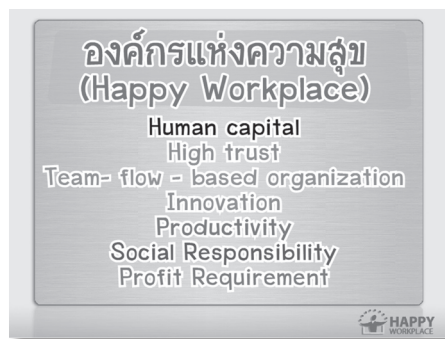 องค์กรแห่งความสุข
(Happy Workplace)
Human capital
High trust
Team- flow - based organization
Innovation
Productivity
Social Responsibility
Profit Requirement
HAPPY
WORKPLACE